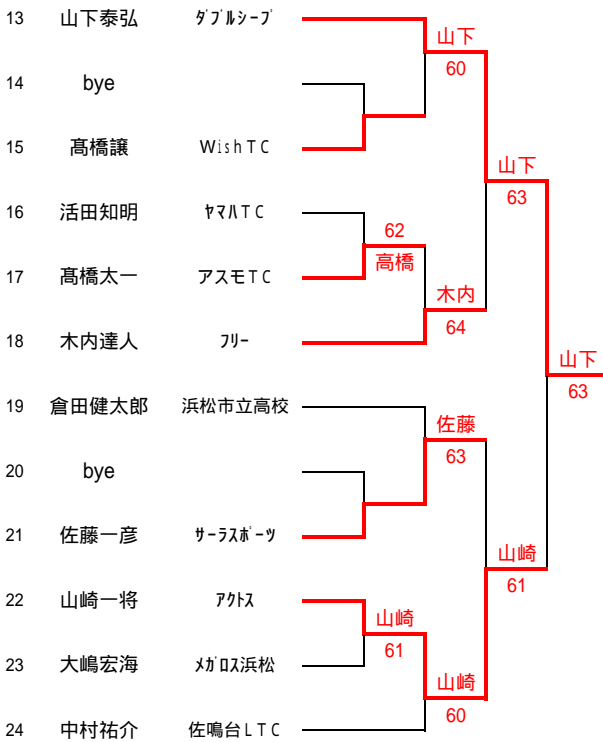 13 山下泰弘 ﾀﾞﾌﾞﾙｼｰﾌﾟ
山下
60
14 bye
15 髙橋譲 WishTC
山下
63
16 活田知明 ﾔﾏﾊTC
62
高橋
17 髙橋太一 アスモTC
木内
64
18 木内達人 ﾌﾘｰ
山下
63
19 倉田健太郎 浜松市立高校
佐藤
63
20 bye
21 佐藤一彦 ｻｰﾗｽﾎﾟｰﾂ
山崎
61
22 山崎一将 ｱｸﾄｽ
山崎
61
23 大嶋宏海 ﾒｶﾞﾛｽ浜松
山崎
60
24 中村祐介 佐鳴台LTC